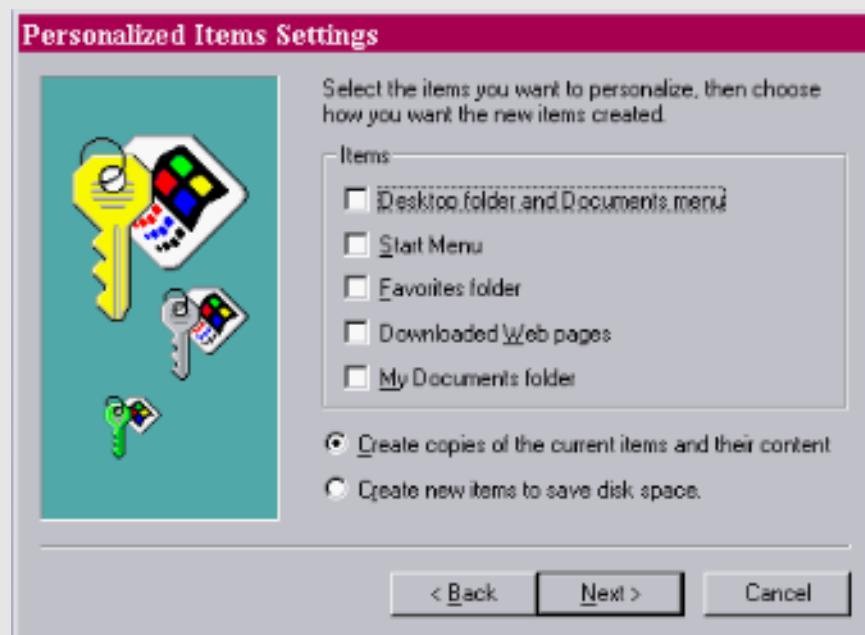 Personalized Items Settings
Select the items you want to personalize, then choose
how you want the new items created.
Items
Desktop folder and Documents menu
Start Menu
Favorites folder
Downloaded Web pages
My Documents folder
Create copies of the current items and their content
Create new items to save disk space.
< Back
Next >
Cancel